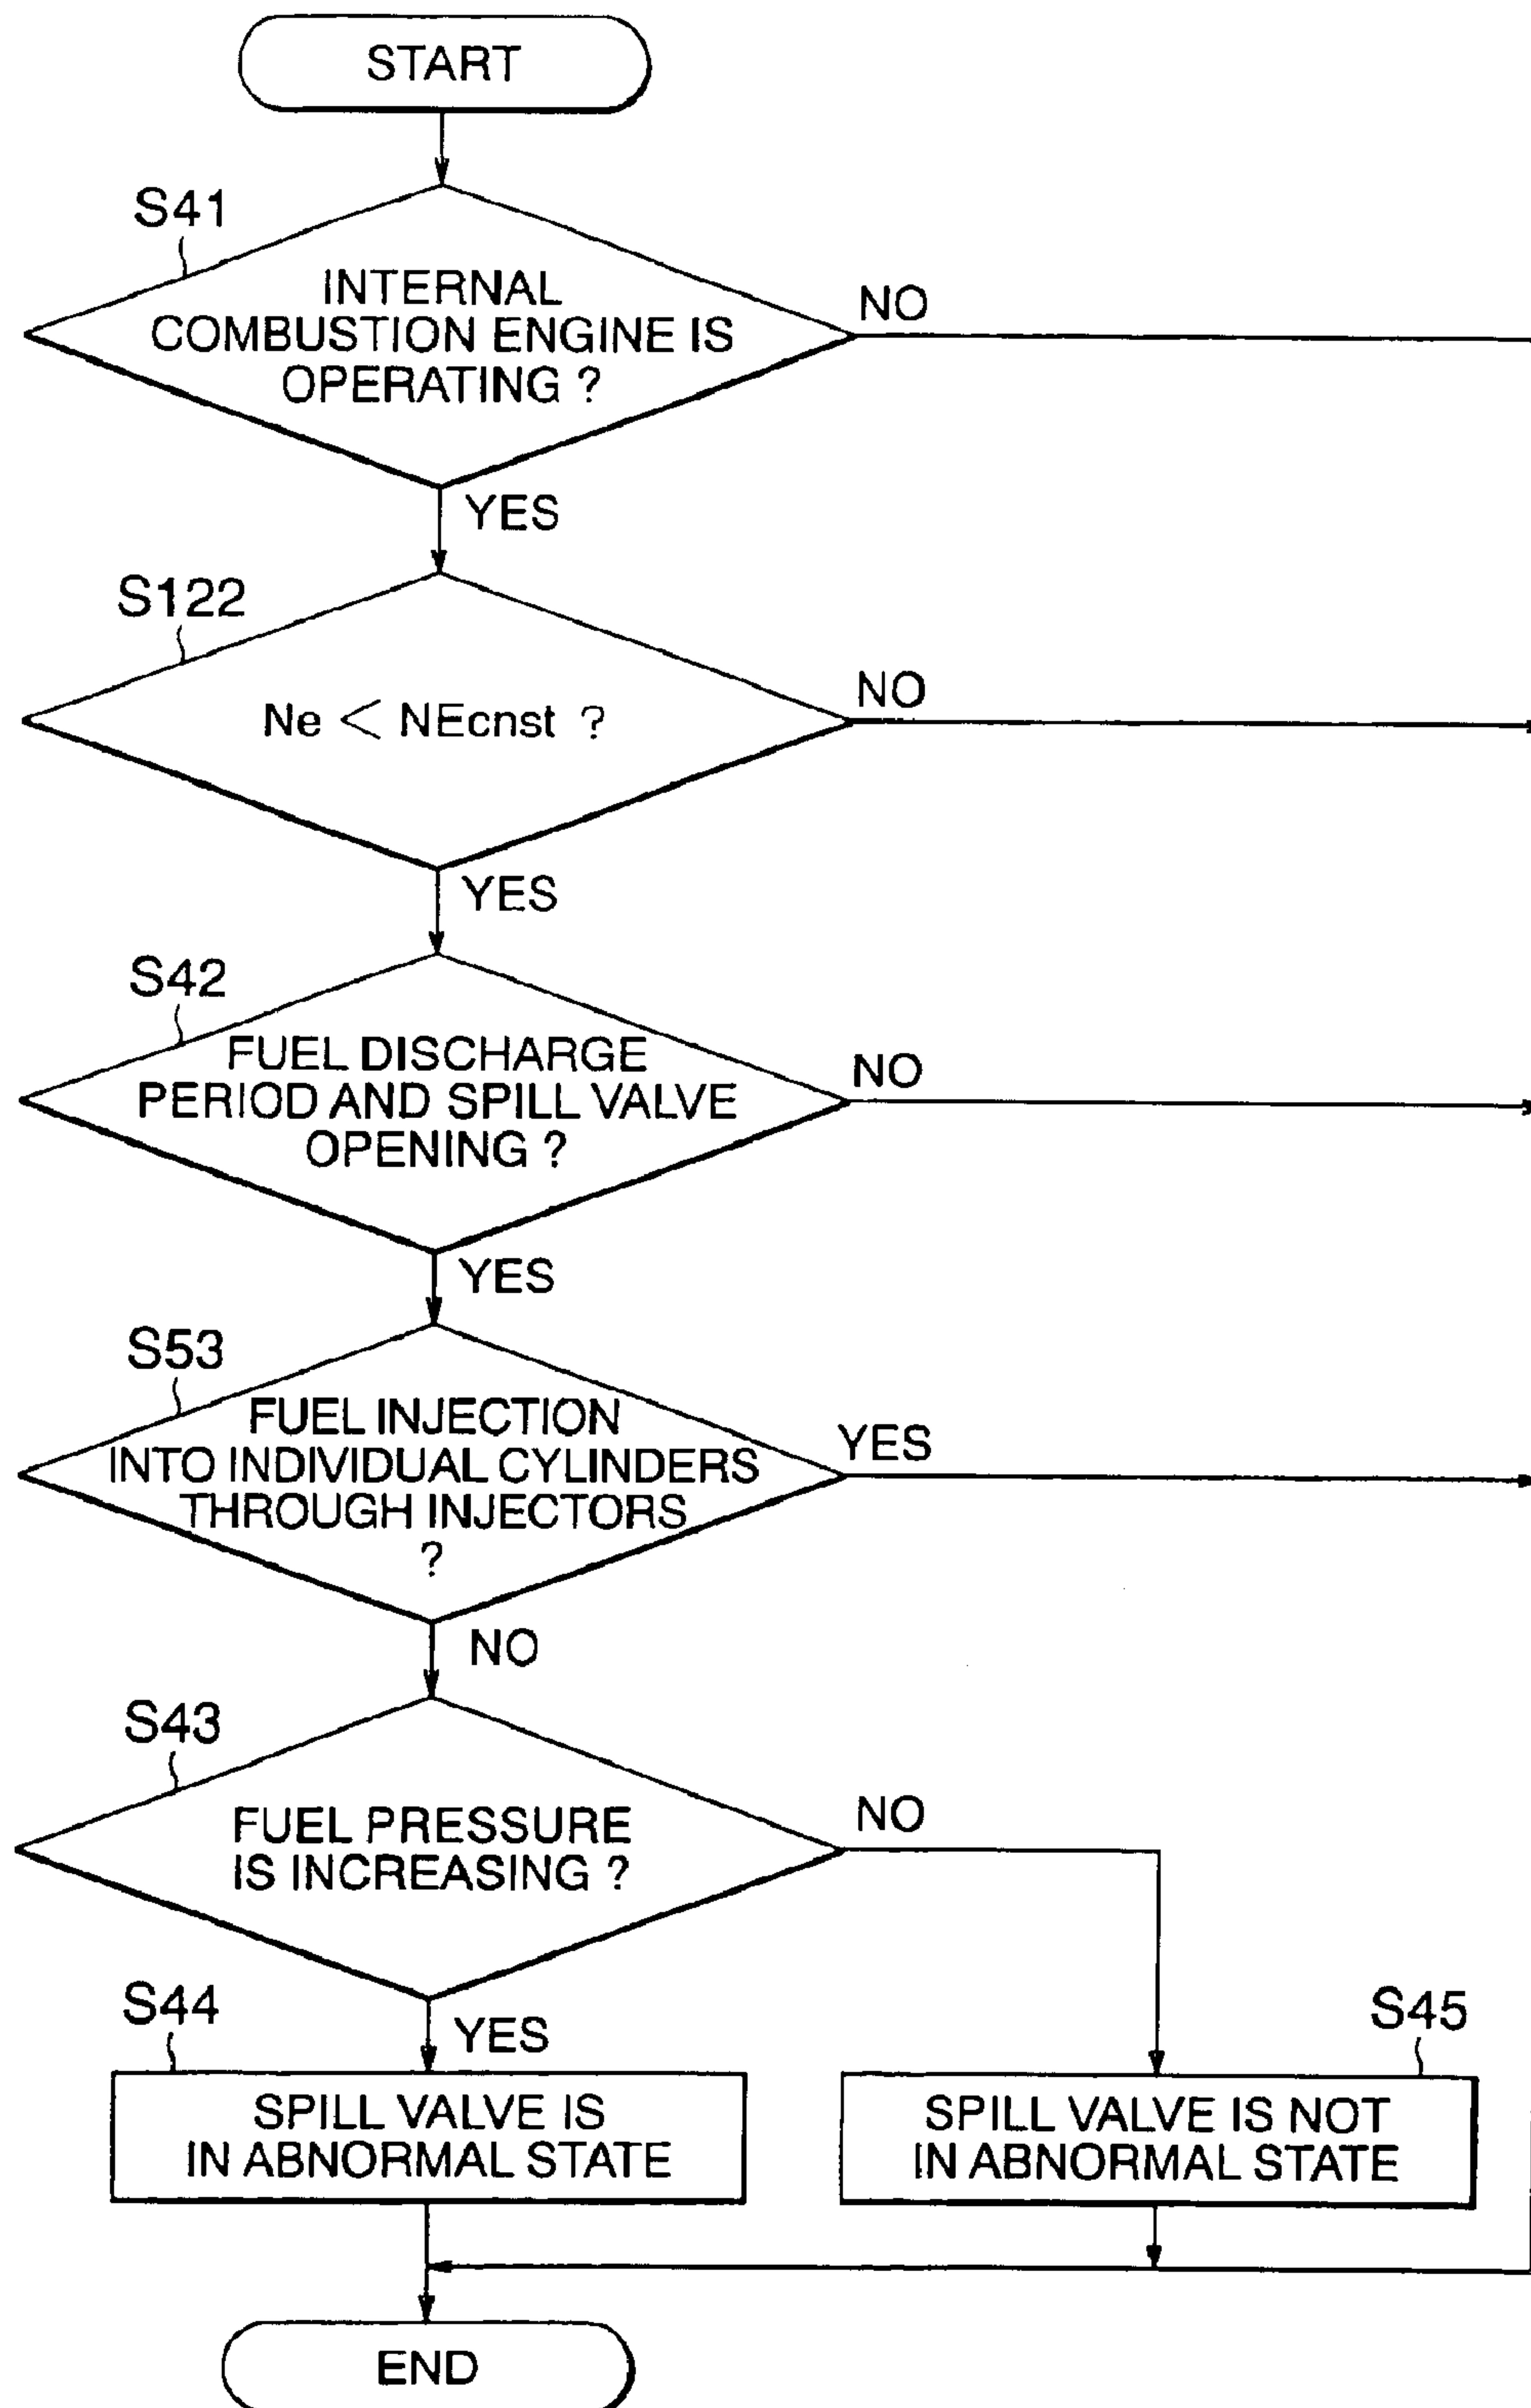 START
S41
INTERNAL
COMBUSTION ENGINE IS
OPERATING ?
NO
YES
S122
Ne < NEcnst ?
NO
YES
S42
FUEL DISCHARGE
PERIOD AND SPILL VALVE
OPENING ?
NO
YES
S53
FUEL INJECTION
INTO INDIVIDUAL CYLINDERS
THROUGH INJECTORS
?
YES
NO
S43
FUEL PRESSURE
IS INCREASING ?
NO
YES
S44
SPILL VALVE IS
IN ABNORMAL STATE
S45
SPILL VALVE IS NOT
IN ABNORMAL STATE
END